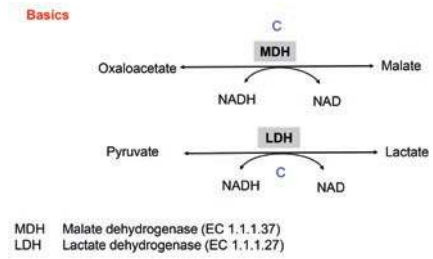 Basics
C
MDH
Oxaloacetate Malate
NADH NAD
LDH
Pyruvate Lactate
C
NADH NAD
MDH Malate dehydrogenase (EC 1.1.1.37)
LDH Lactate dehydrogenase (EC 1.1.1.27)